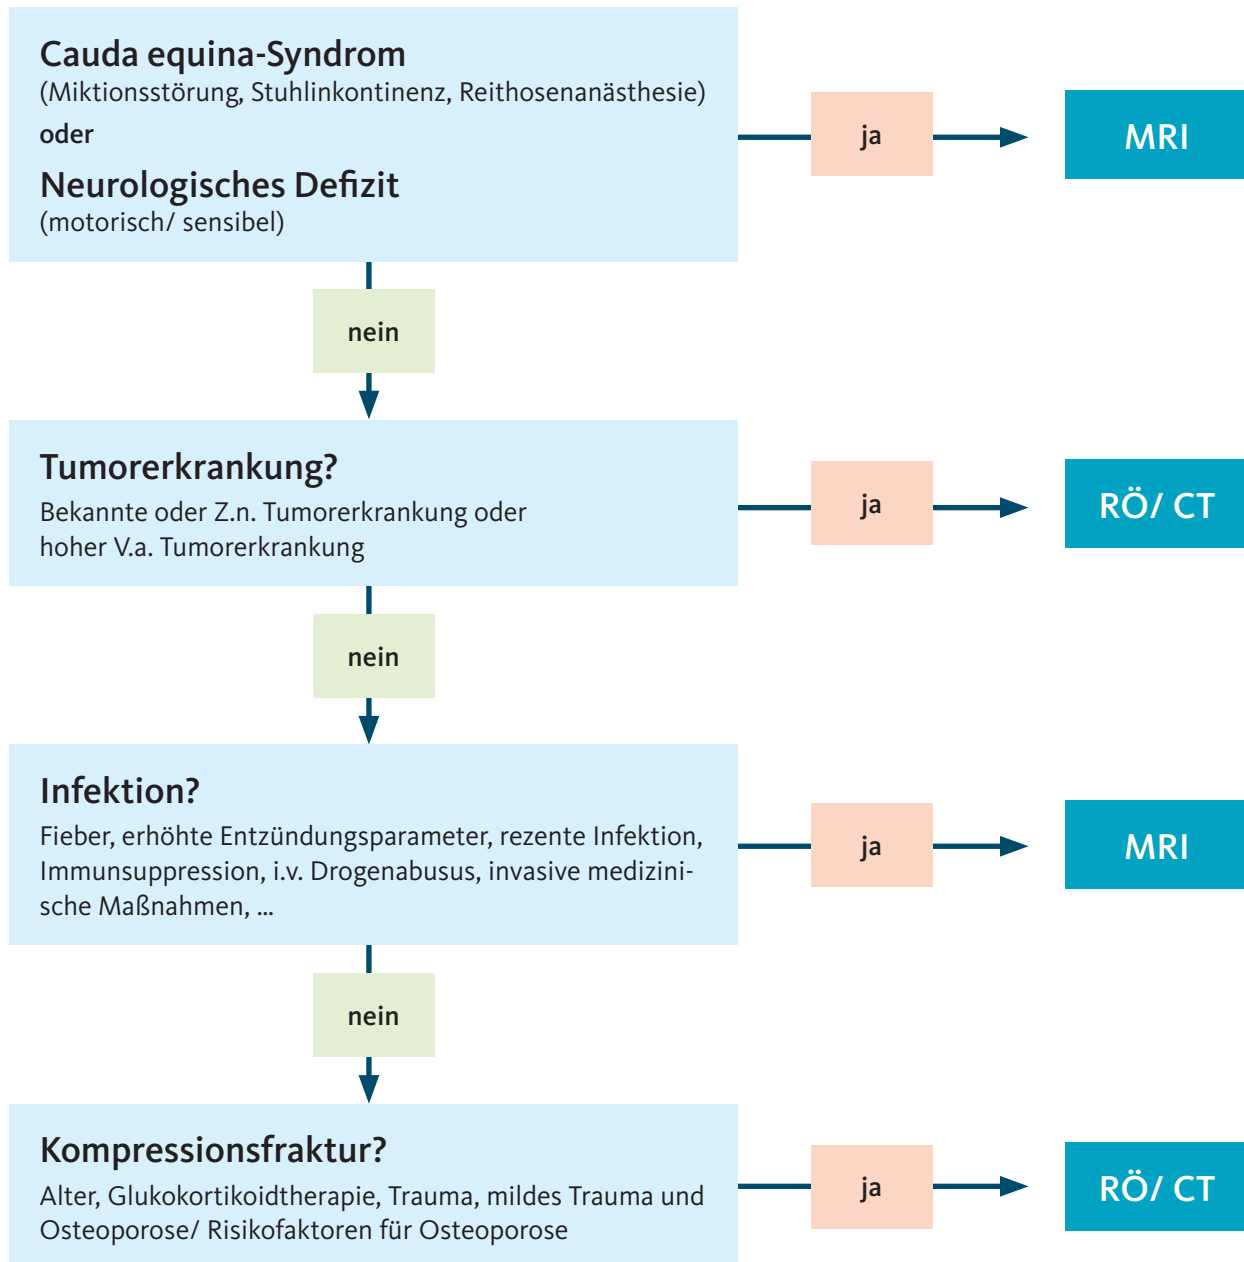 Cauda equina-Syndrom
(Miktionsstörung, Stuhlinkontinenz, Reithosenanästhesie)
oder
Neurologisches Defizit
(motorisch/ sensibel)
ja
MRI
nein
Tumorerkrankung?
Bekannte oder Z.n. Tumorerkrankung oder
hoher V.a. Tumorerkrankung
ja
RÖ/ CT
nein
Infektion?
Fieber, erhöhte Entzündungsparameter, rezente Infektion,
Immunsuppression, i.v. Drogenabusus, invasive medizini-
sche Maßnahmen, ...
ja
MRI
nein
Kompressionsfraktur?
Alter, Glukokortikoidtherapie, Trauma, mildes Trauma und
Osteoporose/ Risikofaktoren für Osteoporose
ja
RÖ/ CT